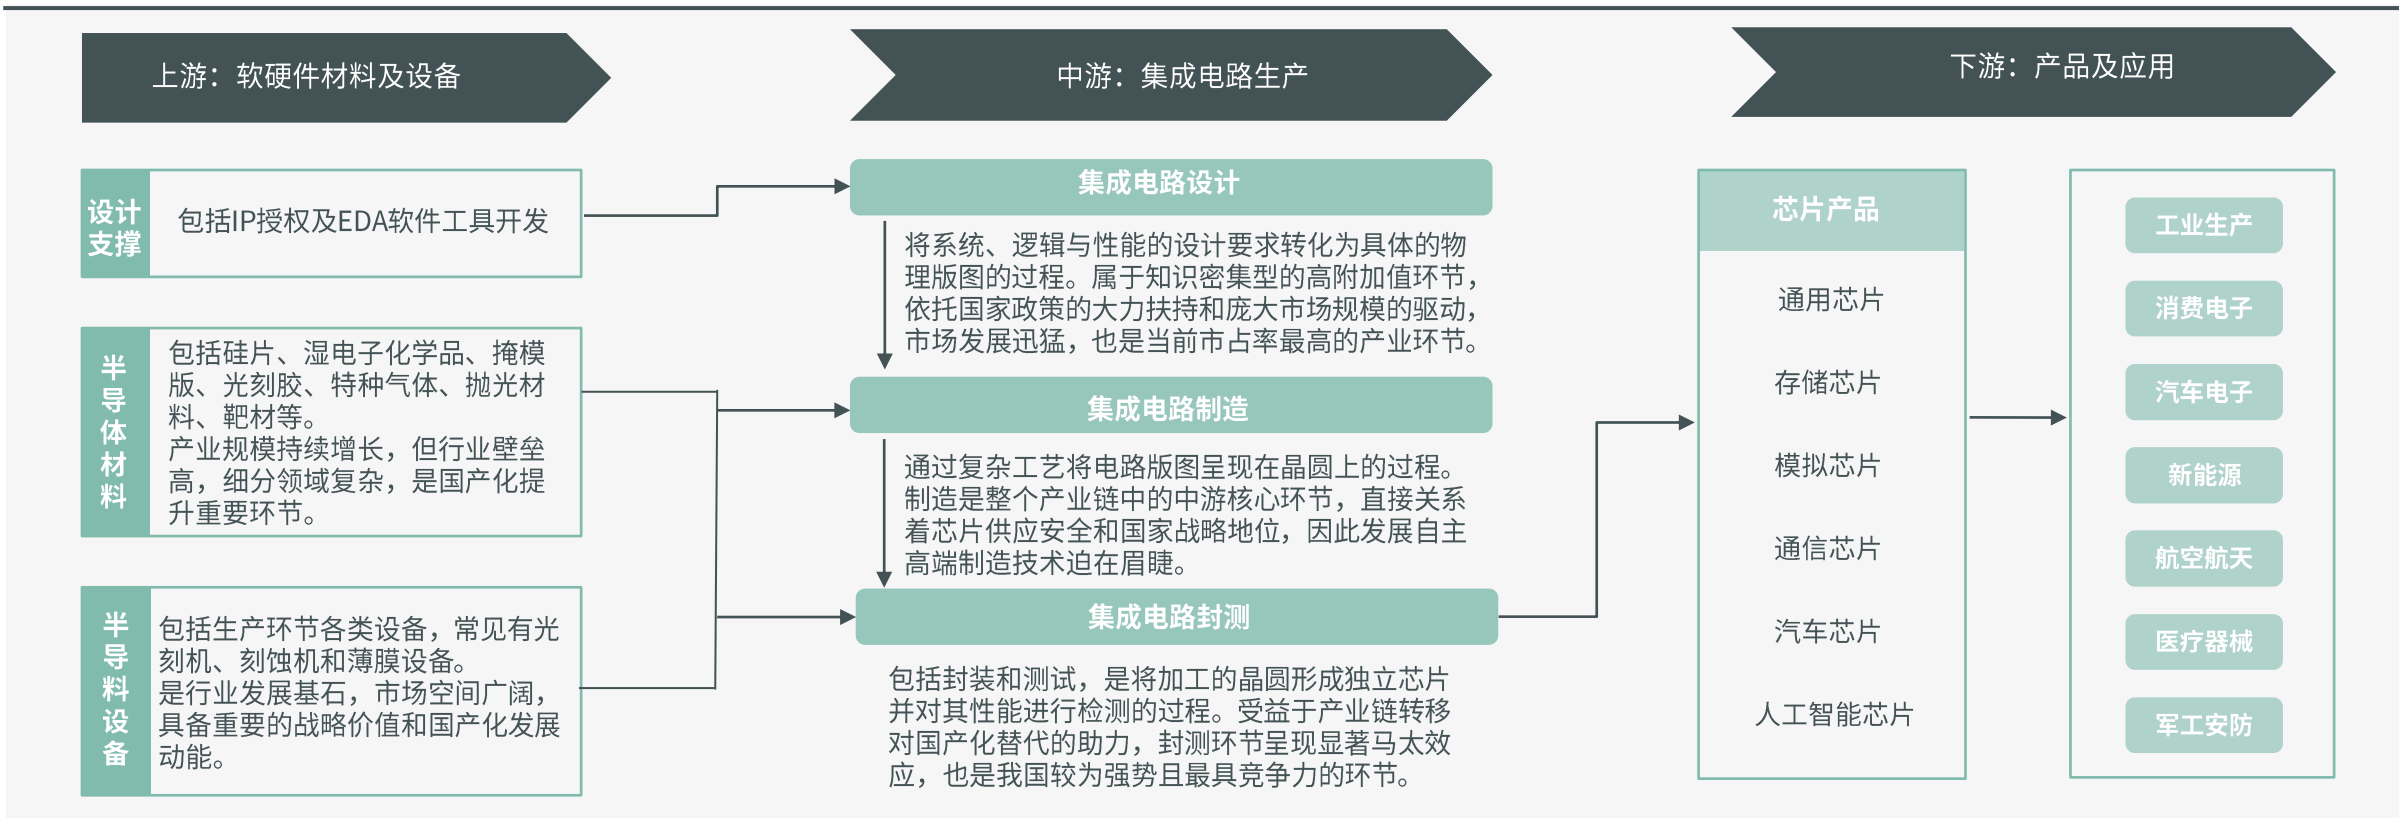 上游：软硬件材料及设备
中游：集成电路生产
下游：产品及应用
设计
支撑
包括IP授权及EDA软件工具开发
半
导
体
材
料
包括硅片、湿电子化学品、掩模
版、光刻胶、特种气体、抛光材
料、靶材等。
产业规模持续增长，但行业壁垒
高，细分领域复杂，是国产化提
升重要环节。
半
导
料
设
备
包括生产环节各类设备，常见有光
刻机、刻蚀机和薄膜设备。
是行业发展基石，市场空间广阔，
具备重要的战略价值和国产化发展
动能。
集成电路设计
将系统、逻辑与性能的设计要求转化为具体的物
理版图的过程。属于知识密集型的高附加值环节，
依托国家政策的大力扶持和庞大市场规模的驱动，
市场发展迅猛，也是当前市占率最高的产业环节。
集成电路制造
通过复杂工艺将电路版图呈现在晶圆上的过程。
制造是整个产业链中的中游核心环节，直接关系
着芯片供应安全和国家战略地位，因此发展自主
高端制造技术迫在眉睫。
集成电路封测
包括封装和测试，是将加工的晶圆形成独立芯片
并对其性能进行检测的过程。受益于产业链转移
对国产化替代的助力，封测环节呈现显著马太效
应，也是我国较为强势且最具竞争力的环节。
芯片产品
通用芯片
存储芯片
模拟芯片
通信芯片
汽车芯片
人工智能芯片
工业生产
消费电子
汽车电子
新能源
航空航天
医疗器械
军工安防